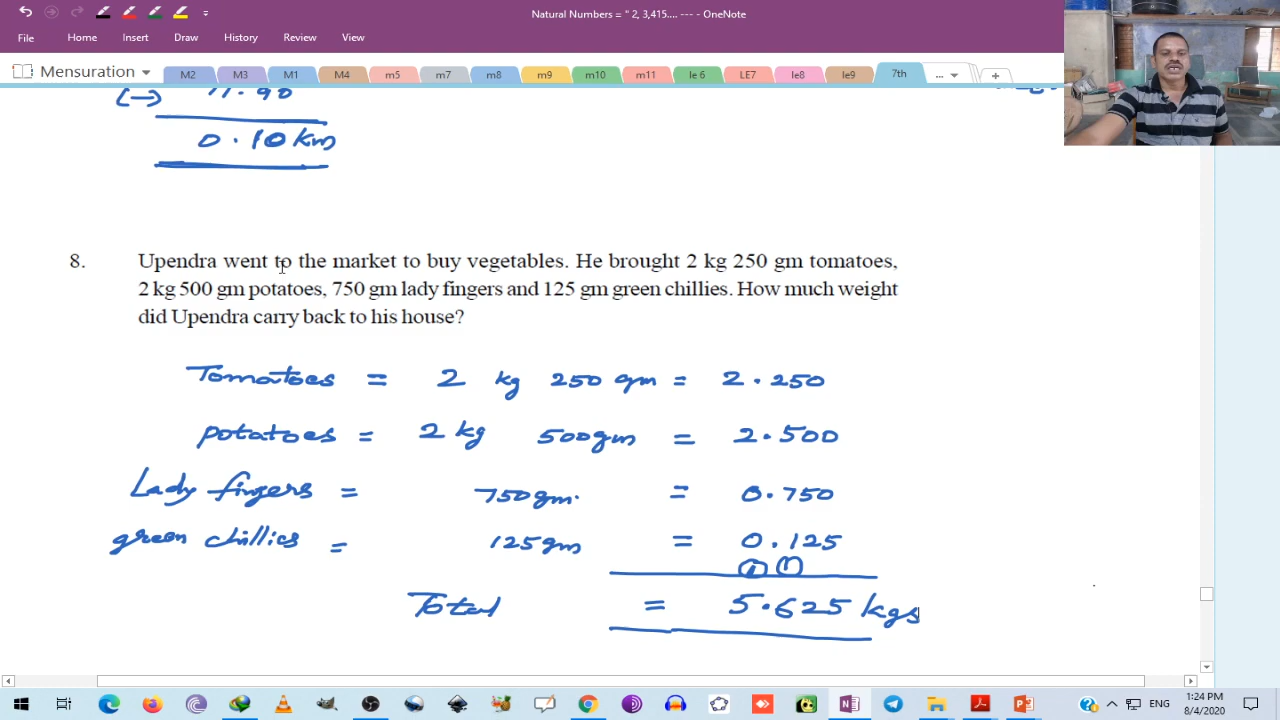 Natural Numbers = " 2, 3,415.... --- - OneNote
File Home Insert Draw History Review View
Mensuration M2 M3 M1 M4 m5 m7 m8 m9 m10 m11 le 6 LE7 le8 le9 7th ... +
(->)
0.10 km
8. Upendra went to the market to buy vegetables. He brought 2 kg 250 gm tomatoes,
2 kg 500 gm potatoes, 750 gm lady fingers and 125 gm green chillies. How much weight
did Upendra carry back to his house?
Tomatoes = 2 kg 250 gm = 2.250
potatoes = 2 kg 500gm = 2.500
Lady fingers = 750gm. = 0.750
green chillies = 125gm = 0.125
1 1
Total = 5.625 kgs
1:24 PM
ENG
8/4/2020